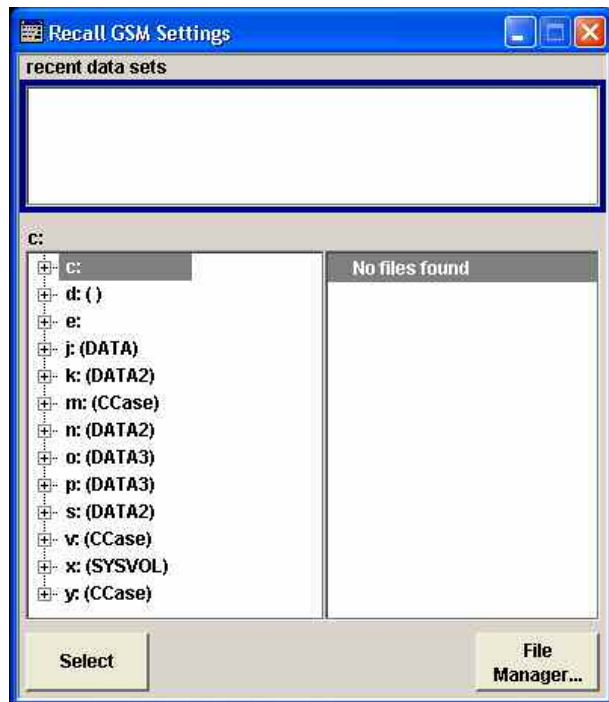 Recall GSM Settings
recent data sets
c:
c:
No files found
d: ( )
e:
j: (DATA)
k: (DATA2)
m: (CCase)
n: (DATA2)
o: (DATA3)
p: (DATA3)
s: (DATA2)
v: (CCase)
x: (SYSVOL)
y: (CCase)
Select
File
Manager...